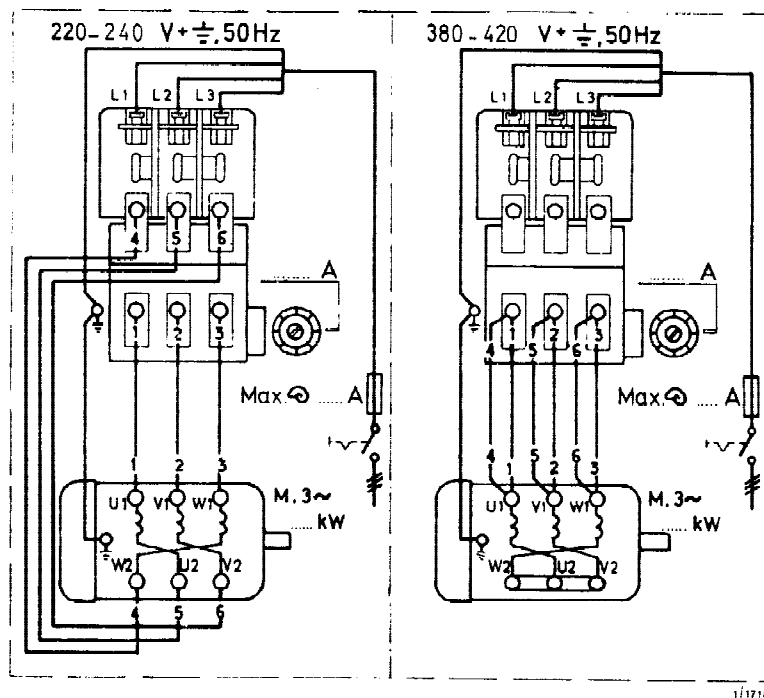 220-240 V+⏚, 50Hz
L1 L2 L3
4 5 6
A
1 2 3
Max. ..... A
1 2 3
U1 V1 W1
M. 3~
..... kW
W2 U2 V2
4 5 6
380-420 V+⏚, 50Hz
L1 L2 L3
A
1 2 3
4 5 6
Max. ..... A
4 1 5 2 6 3
U1 V1 W1
M. 3~
..... kW
W2 U2 V2